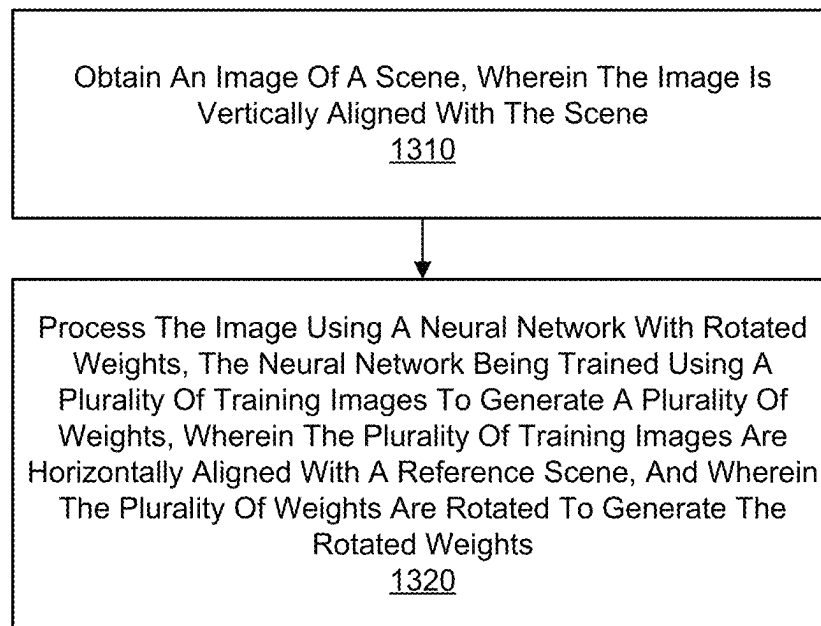 Obtain An Image Of A Scene, Wherein The Image Is
Vertically Aligned With The Scene
1310
Process The Image Using A Neural Network With Rotated
Weights, The Neural Network Being Trained Using A
Plurality Of Training Images To Generate A Plurality Of
Weights, Wherein The Plurality Of Training Images Are
Horizontally Aligned With A Reference Scene, And Wherein
The Plurality Of Weights Are Rotated To Generate The
Rotated Weights
1320